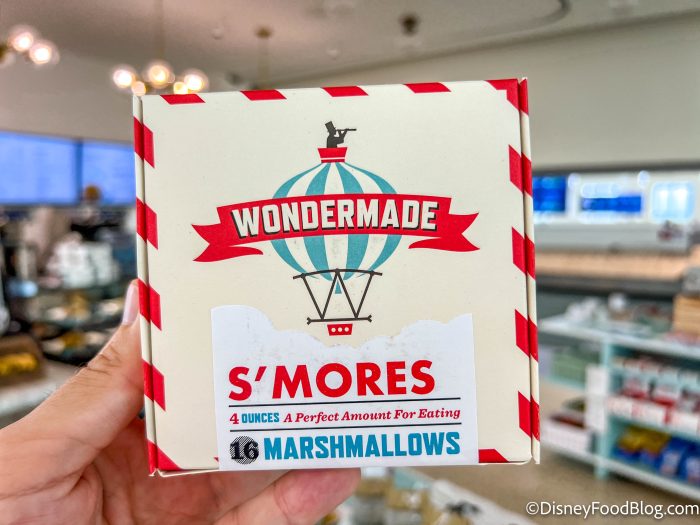 WONDERMADE
S'MORES
4 OUNCES A Perfect Amount For Eating
16 MARSHMALLOWS
©DisneyFoodBlog.com